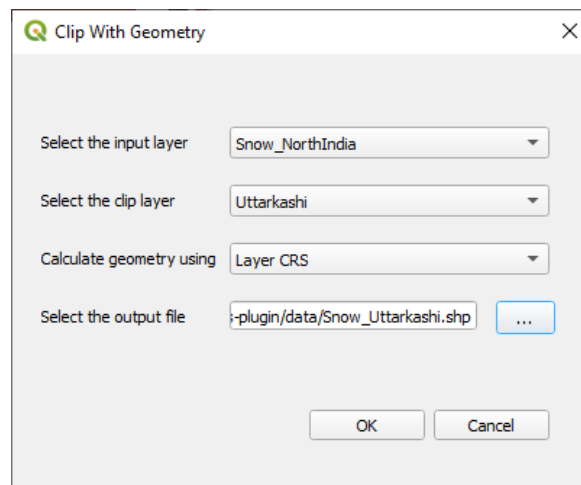 Clip With Geometry
Select the input layer Snow_NorthIndia
Select the clip layer Uttarkashi
Calculate geometry using Layer CRS
Select the output file s-plugin/data/Snow_Uttarkashi.shp ...
OK Cancel